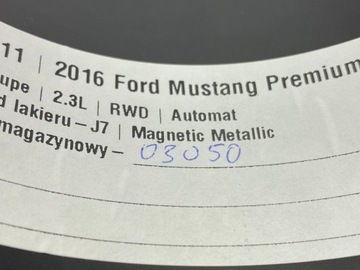 11 | 2016 Ford Mustang Premium
upe | 2.3L | RWD | Automat
d lakieru – J7 | Magnetic Metallic
magazynowy – 03050